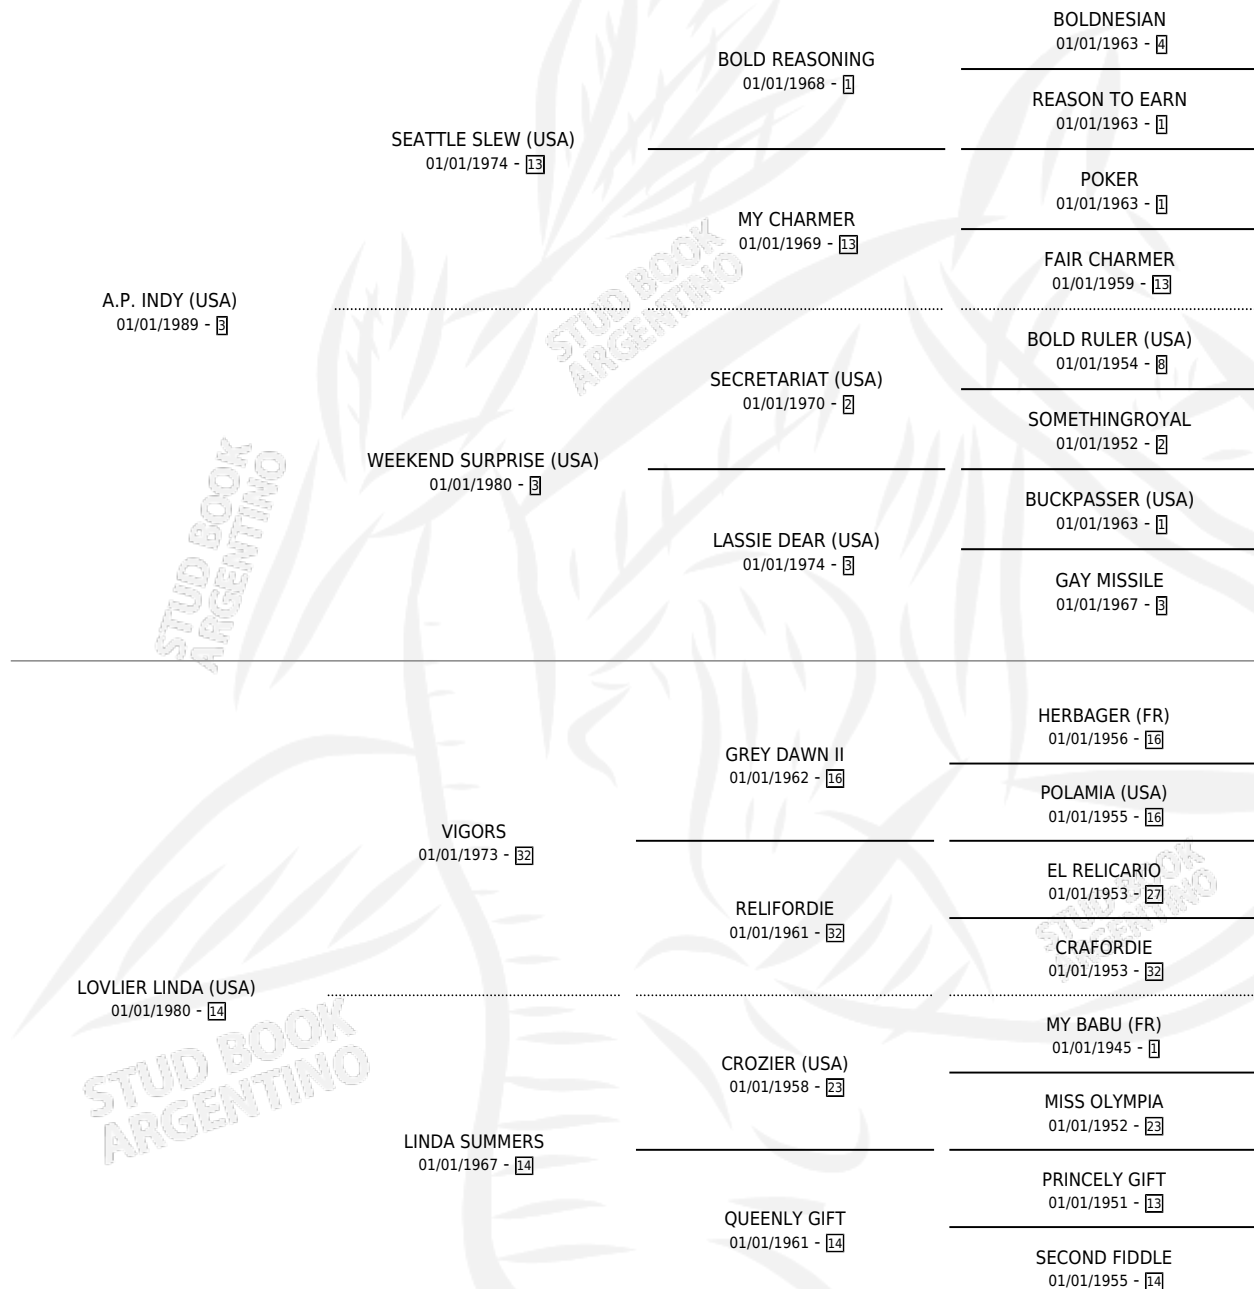 BOLDNESIAN
01/01/1963 - 4
BOLD REASONING
01/01/1968 - 1
REASON TO EARN
01/01/1963 - 1
SEATTLE SLEW (USA)
01/01/1974 - 13
POKER
01/01/1963 - 1
MY CHARMER
01/01/1969 - 13
FAIR CHARMER
01/01/1959 - 13
A.P. INDY (USA)
01/01/1989 - 3
BOLD RULER (USA)
01/01/1954 - 8
SECRETARIAT (USA)
01/01/1970 - 2
SOMETHINGROYAL
01/01/1952 - 2
WEEKEND SURPRISE (USA)
01/01/1980 - 3
BUCKPASSER (USA)
01/01/1963 - 1
LASSIE DEAR (USA)
01/01/1974 - 3
GAY MISSILE
01/01/1967 - 3
HERBAGER (FR)
01/01/1956 - 16
GREY DAWN II
01/01/1962 - 16
POLAMIA (USA)
01/01/1955 - 16
VIGORS
01/01/1973 - 32
EL RELICARIO
01/01/1953 - 27
RELIFORDIE
01/01/1961 - 32
CRAFORDIE
01/01/1953 - 32
LOVLIER LINDA (USA)
01/01/1980 - 14
MY BABU (FR)
01/01/1945 - 1
CROZIER (USA)
01/01/1958 - 23
MISS OLYMPIA
01/01/1952 - 23
LINDA SUMMERS
01/01/1967 - 14
PRINCELY GIFT
01/01/1951 - 13
QUEENLY GIFT
01/01/1961 - 14
SECOND FIDDLE
01/01/1955 - 14
STUD BOOK
ARGENTINO
STUD BOOK
ARGENTINO
STUD BOOK
ARGENTINO
STUD BOOK
ARGENTINO